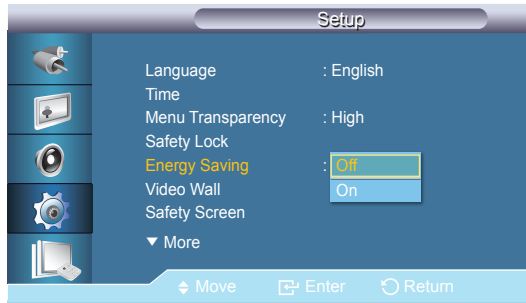 Setup
Language : English
Time
Menu Transparency : High
Safety Lock
Energy Saving : Off
On
Video Wall
Safety Screen
▼ More
Move Enter Return